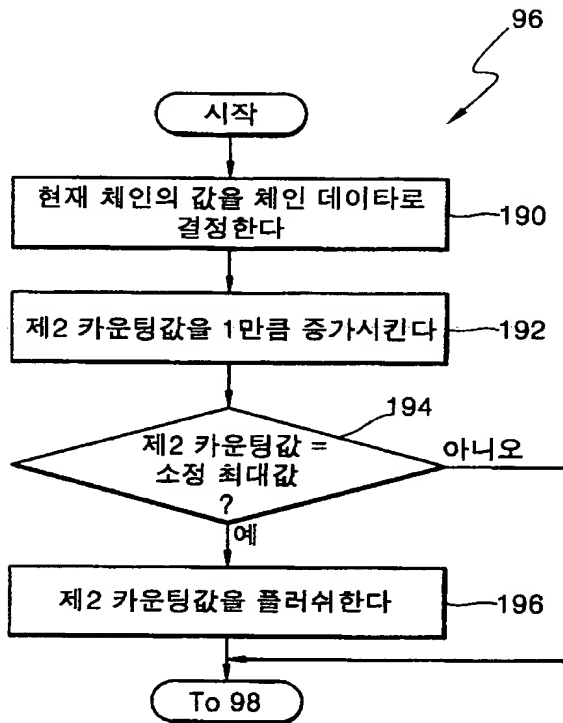 96
시작
현재 체인의 값을 체인 데이타로
결정한다
190
제2 카운팅값을 1만큼 증가시킨다
192
194
제2 카운팅값 =
소정 최대값
?
아니오
예
제2 카운팅값을 플러쉬한다
196
To 98